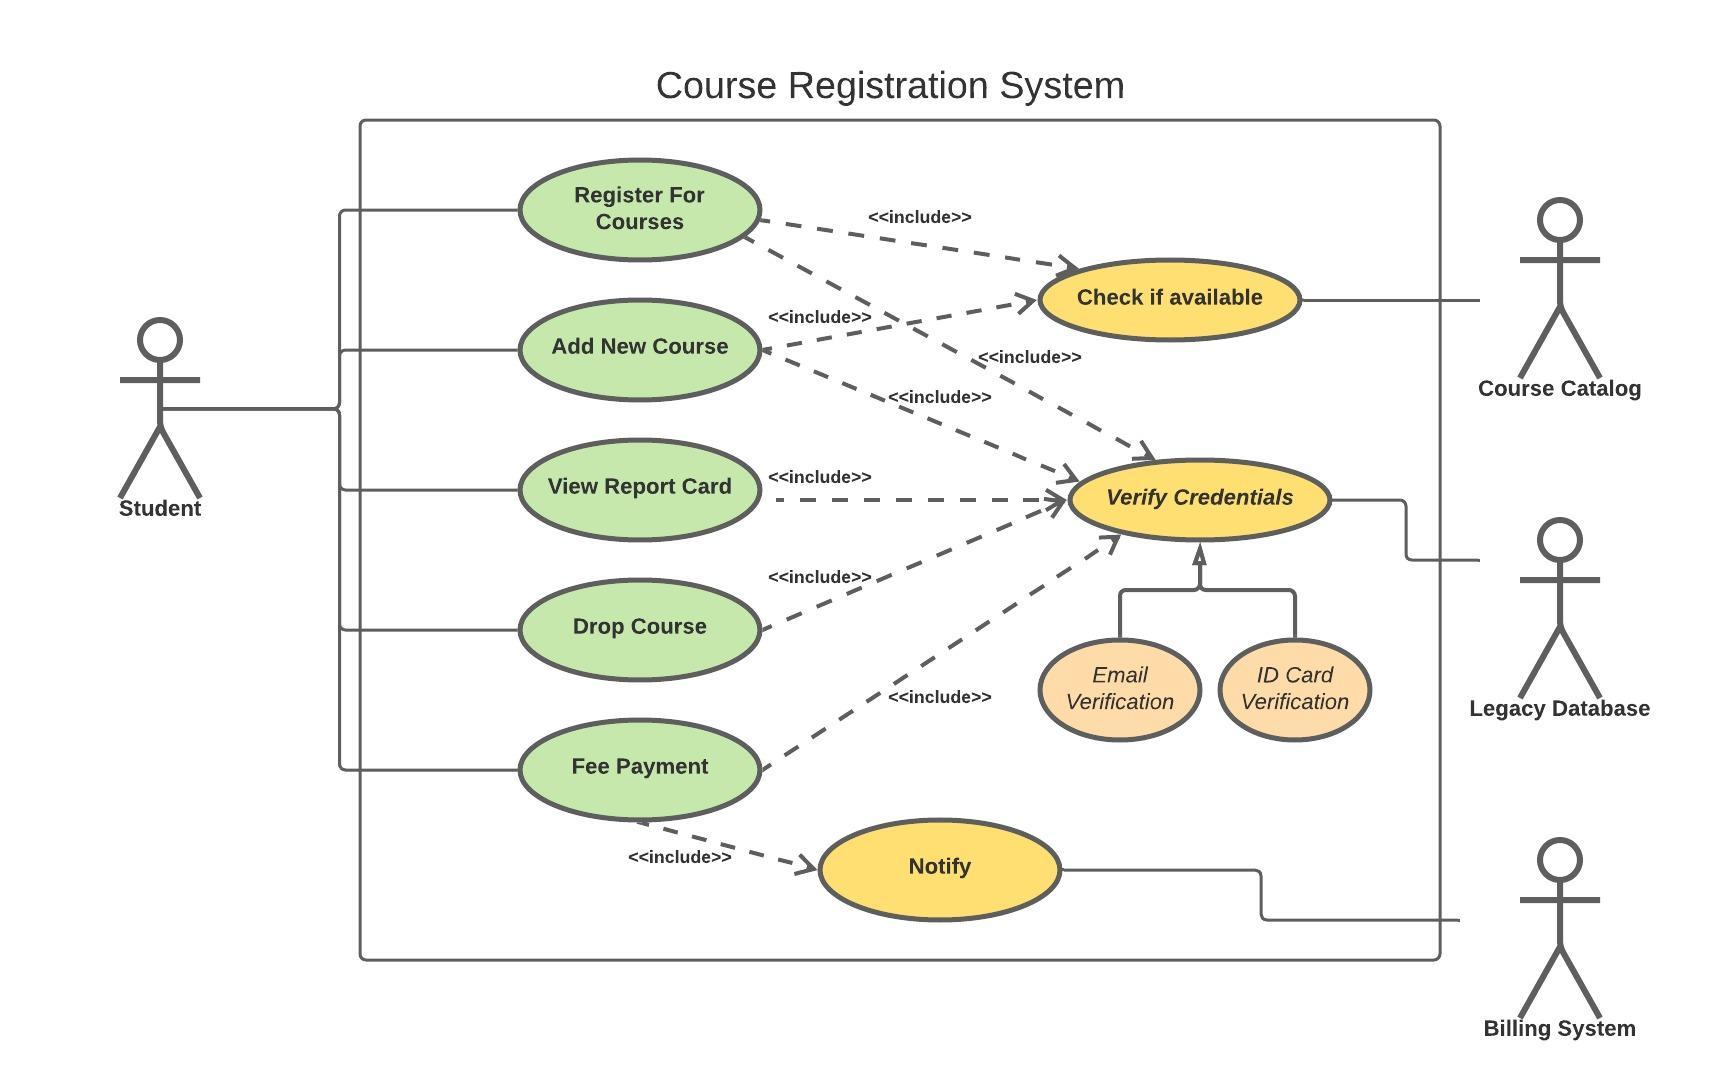 Course Registration System
Register For
Courses
<<include>>
Check if available
<<include>>
Add New Course
<<include>>
Course Catalog
<<include>>
<<include>>
View Report Card
Verify Credentials
Student
<<include>>
Drop Course
Email
Verification
ID Card
Verification
<<include>>
Legacy Database
Fee Payment
<<include>>
Notify
Billing System